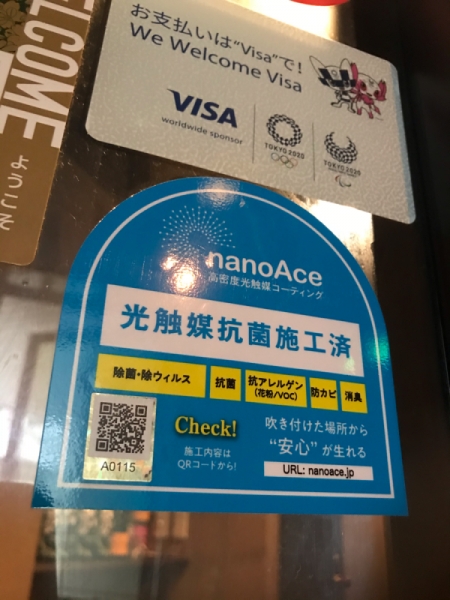 WELCOME
ようこそ
お支払いは"Visa"で!
We Welcome Visa
VISA
worldwide sponsor
TOKYO 2020
TOKYO 2020
nanoAce
高密度光触媒コーティング
光触媒抗菌施工済
除菌・除ウィルス
抗菌
抗アレルゲン
(花粉/VOC)
防カビ
消臭
A0115
Check!
施工内容は
QRコードから!
吹き付けた場所から
“安心”が生れる
URL: nanoace.jp